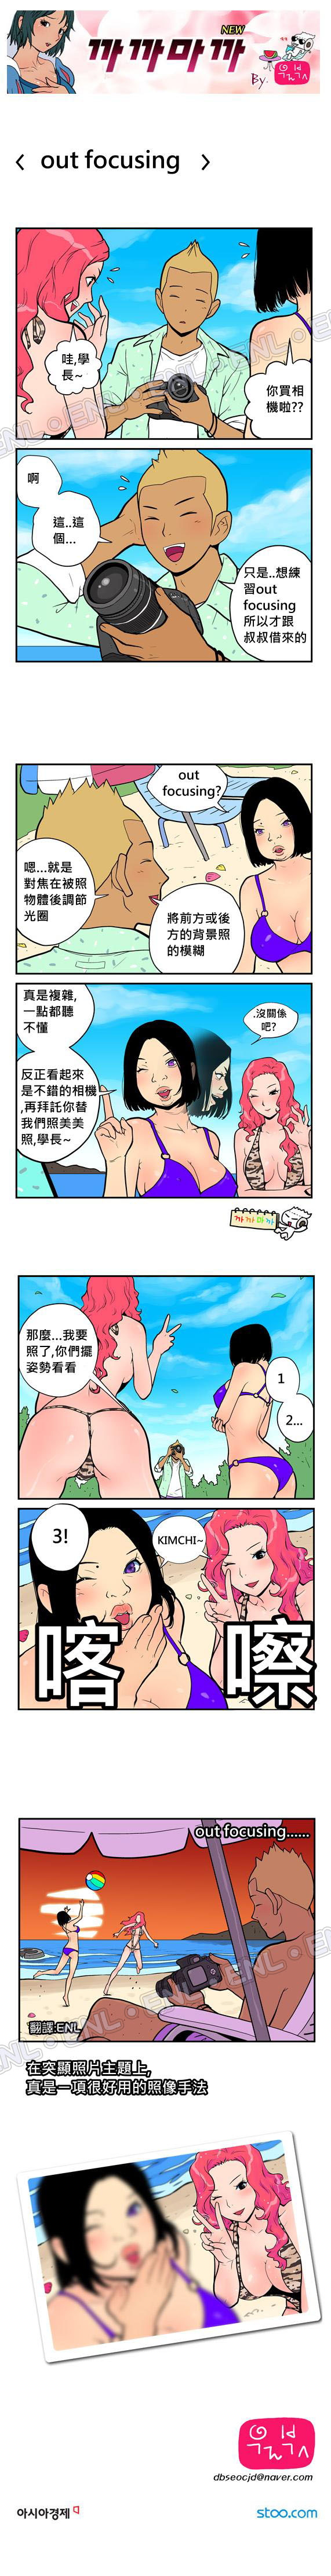 NEW
까까마까
By.
< out focusing >
哇,學
長~
你買相
機啦??
啊
這..這
個...
只是..想練
習out
focusing
所以才跟
叔叔借來的
out
focusing?
嗯...就是
對焦在被照
物體後調節
光圈
將前方或後
方的背景照
的模糊
真是複雜,
一點都聽
不懂
.沒關係
吧?
反正看起來
是不錯的相機
,再拜託你替
我們照美美
照,學長~
까까마까
那麼...我要
照了,你們擺
姿勢看看
1
2...
3!
KIMCHI~
喀 嚓
out focusing......
翻譯:ENL
在突顯照片主題上,
真是一項很好用的照像手法
dbseocjd@naver.com
아시아경제
stoo.com